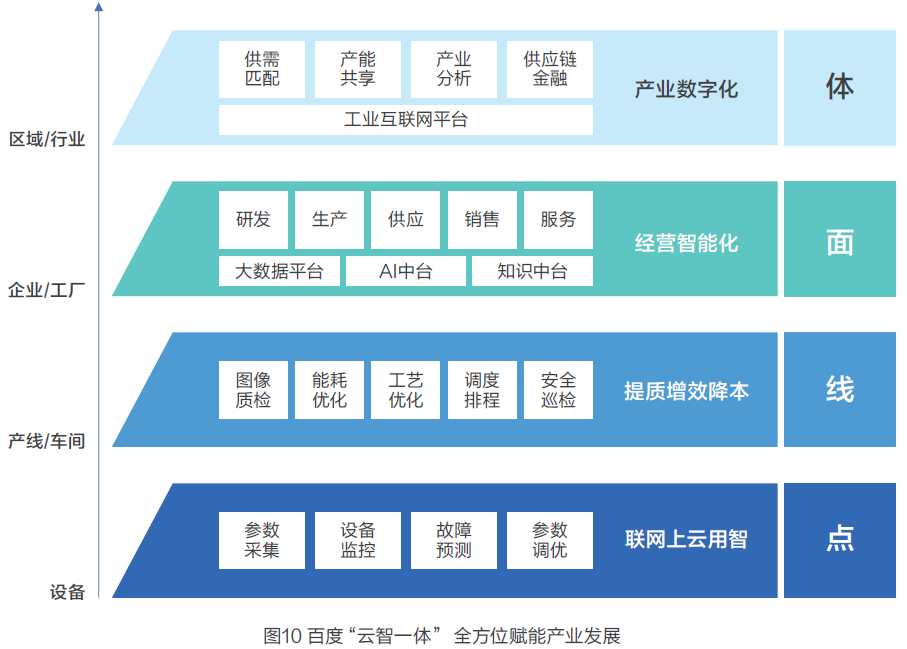 供需
匹配
产能
共享
产业
分析
供应链
金融
工业互联网平台
产业数字化
体
区域/行业
研发
生产
供应
销售
服务
大数据平台
AI中台
知识中台
经营智能化
面
企业/工厂
图像
质检
能耗
优化
工艺
优化
调度
排程
安全
巡检
提质增效降本
线
产线/车间
参数
采集
设备
监控
故障
预测
参数
调优
联网上云用智
点
设备
图10 百度“云智一体” 全方位赋能产业发展